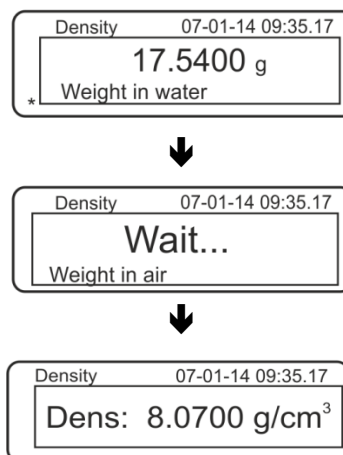 Density 07-01-14 09:35.17
17.5400 g
Weight in water
*
Density 07-01-14 09:35.17
Wait...
Weight in air
Density 07-01-14 09:35.17
Dens: 8.0700 g/cm³